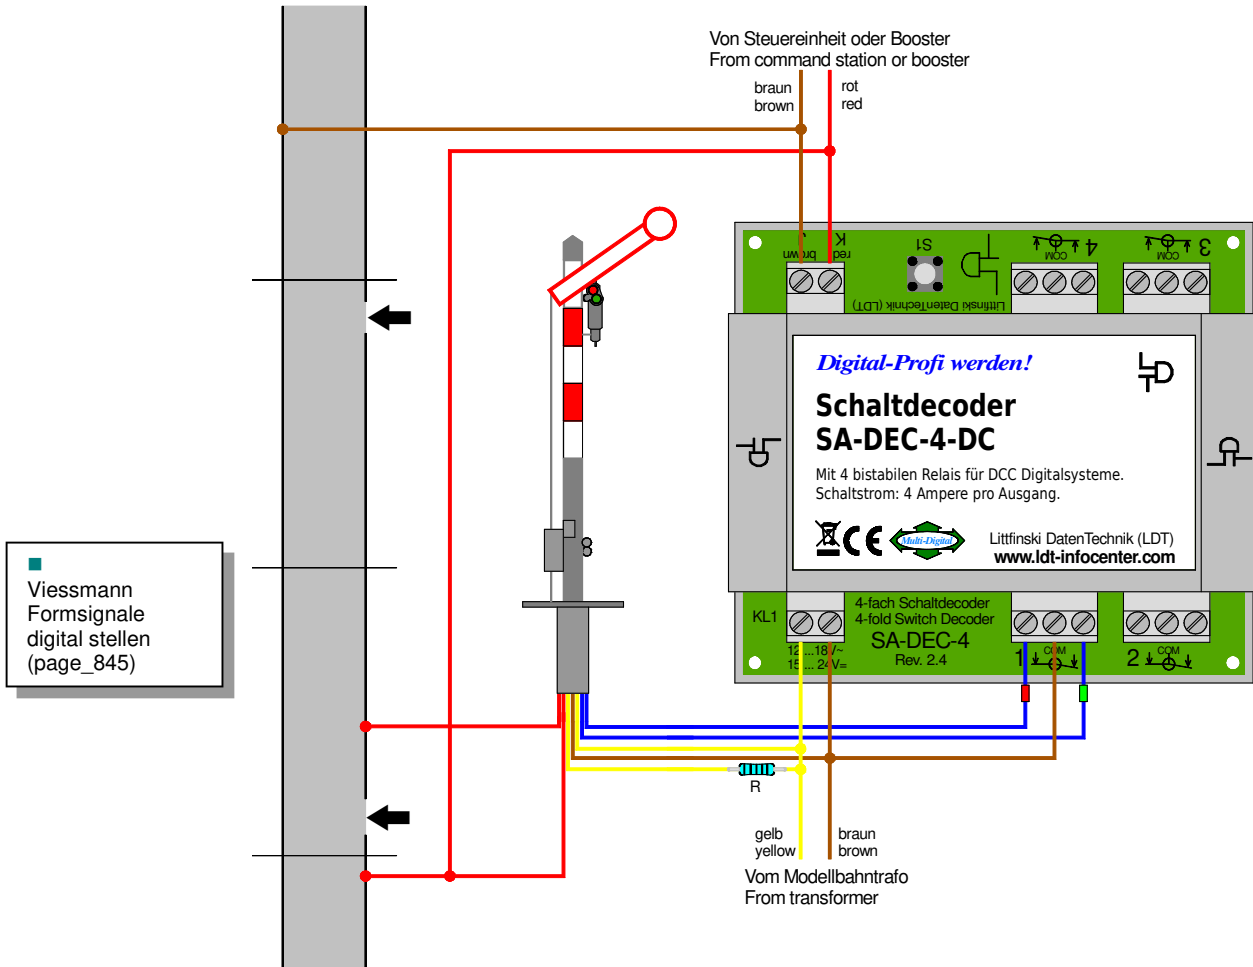 Von Steuereinheit oder Booster
From command station or booster
braun
brown
rot
red
J
K
brown
red
S1
COM
4
COM
3
Littfinski DatenTechnik (LDT)
Digital-Profi werden!
Schaltdecoder
SA-DEC-4-DC
Mit 4 bistabilen Relais für DCC Digitalsysteme.
Schaltstrom: 4 Ampere pro Ausgang.
CE
Multi-Digital
Littfinski DatenTechnik (LDT)
www.ldt-infocenter.com
Viessmann
Formsignale
digital stellen
(page_845)
KL1
4-fach Schaltdecoder
4-fold Switch Decoder
SA-DEC-4
Rev. 2.4
12...18V~
15... 24V=
1
COM
2
COM
R
gelb
yellow
braun
brown
Vom Modellbahntrafo
From transformer